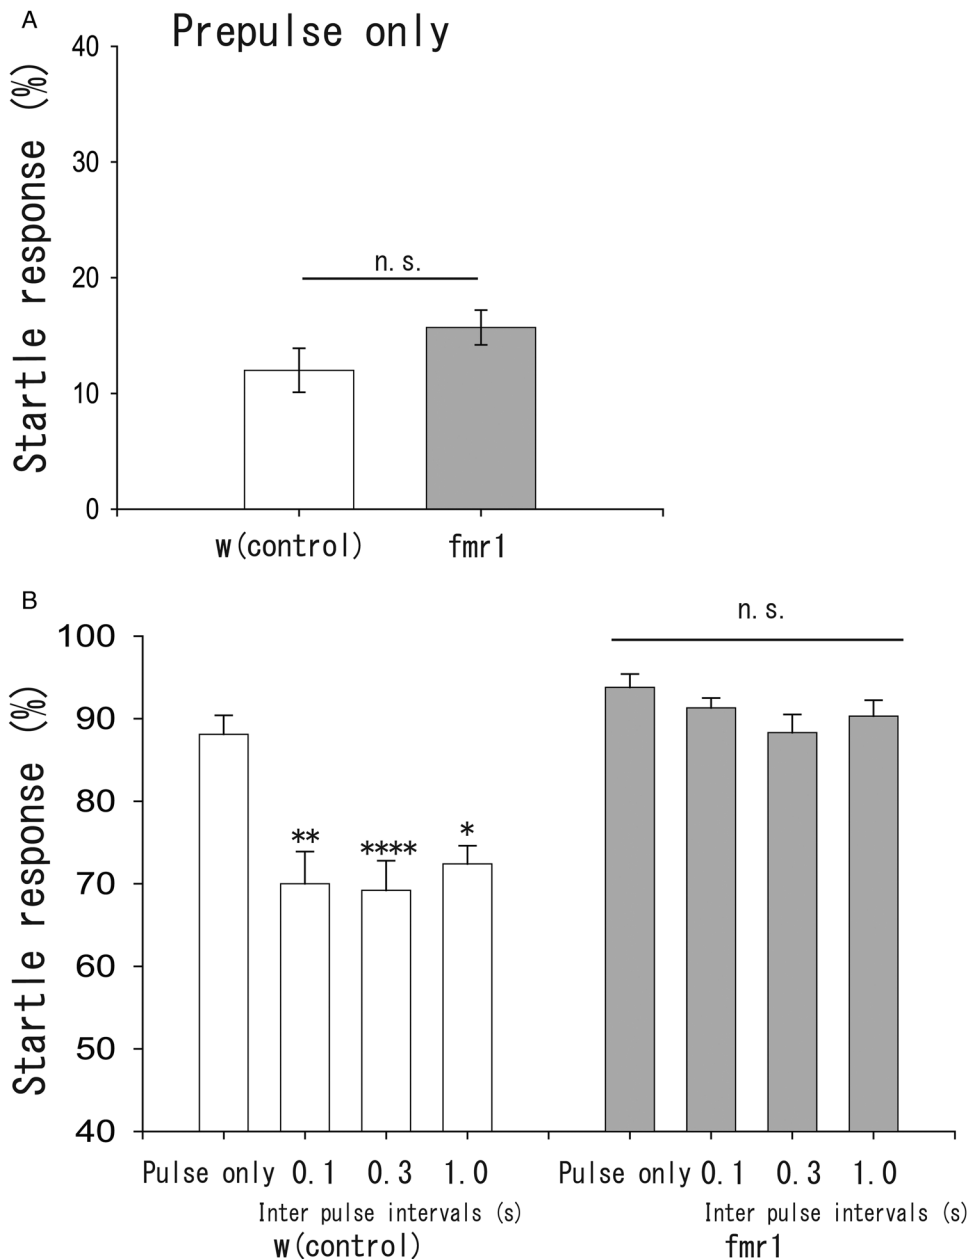 A
Prepulse only
Startle response (%)
40
30
20
10
0
n.s.
w(control) fmr1
B
Startle response (%)
100
90
80
70
60
50
40
n.s.
** **** *
Pulse only 0.1 0.3 1.0 Pulse only 0.1 0.3 1.0
Inter pulse intervals (s) Inter pulse intervals (s)
w(control) fmr1